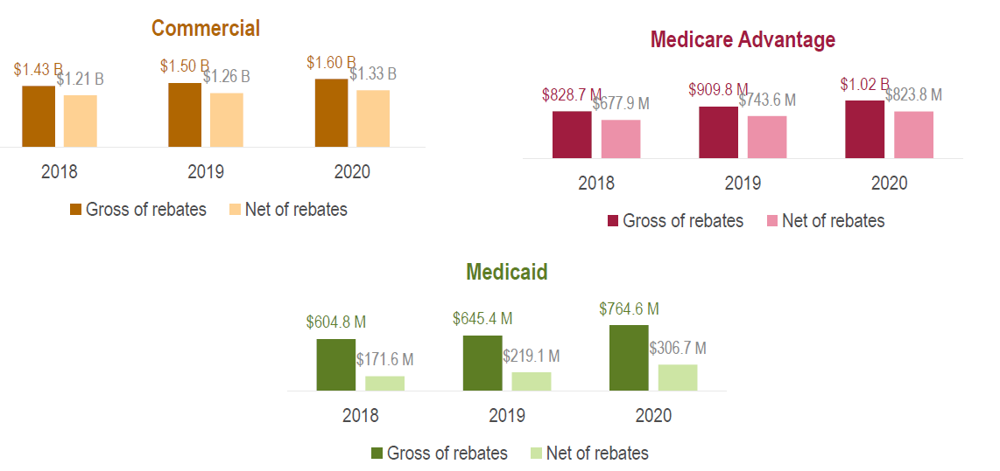 Commercial
$1.43 B
$1.21 B
$1.50 B
$1.26 B
$1.60 B
$1.33 B
2018 2019 2020
Gross of rebates Net of rebates
Medicare Advantage
$828.7 M
$677.9 M
$909.8 M
$743.6 M
$1.02 B
$823.8 M
2018 2019 2020
Gross of rebates Net of rebates
Medicaid
$604.8 M
$171.6 M
$645.4 M
$219.1 M
$764.6 M
$306.7 M
2018 2019 2020
Gross of rebates Net of rebates